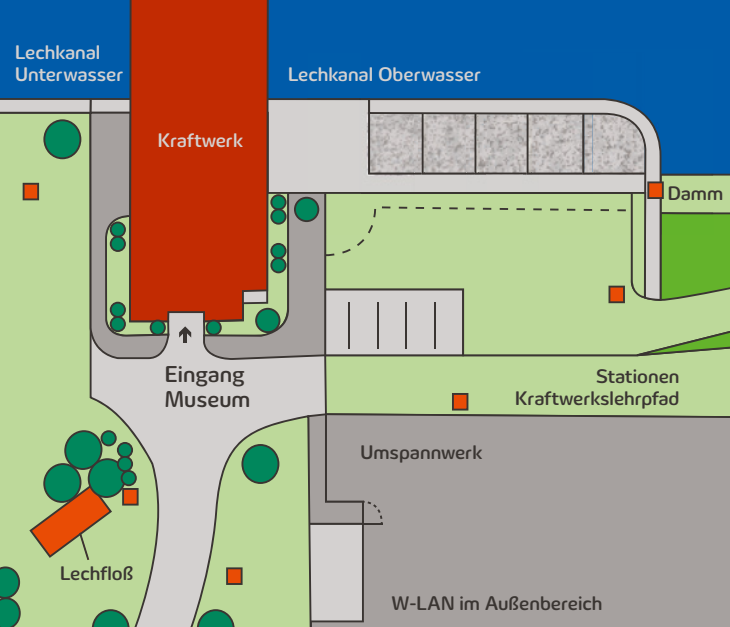 Lechkanal
Unterwasser
Lechkanal Oberwasser
Kraftwerk
Damm
Eingang
Museum
Stationen
Kraftwerkslehrpfad
Umspannwerk
Lechfloß
W-LAN im Außenbereich